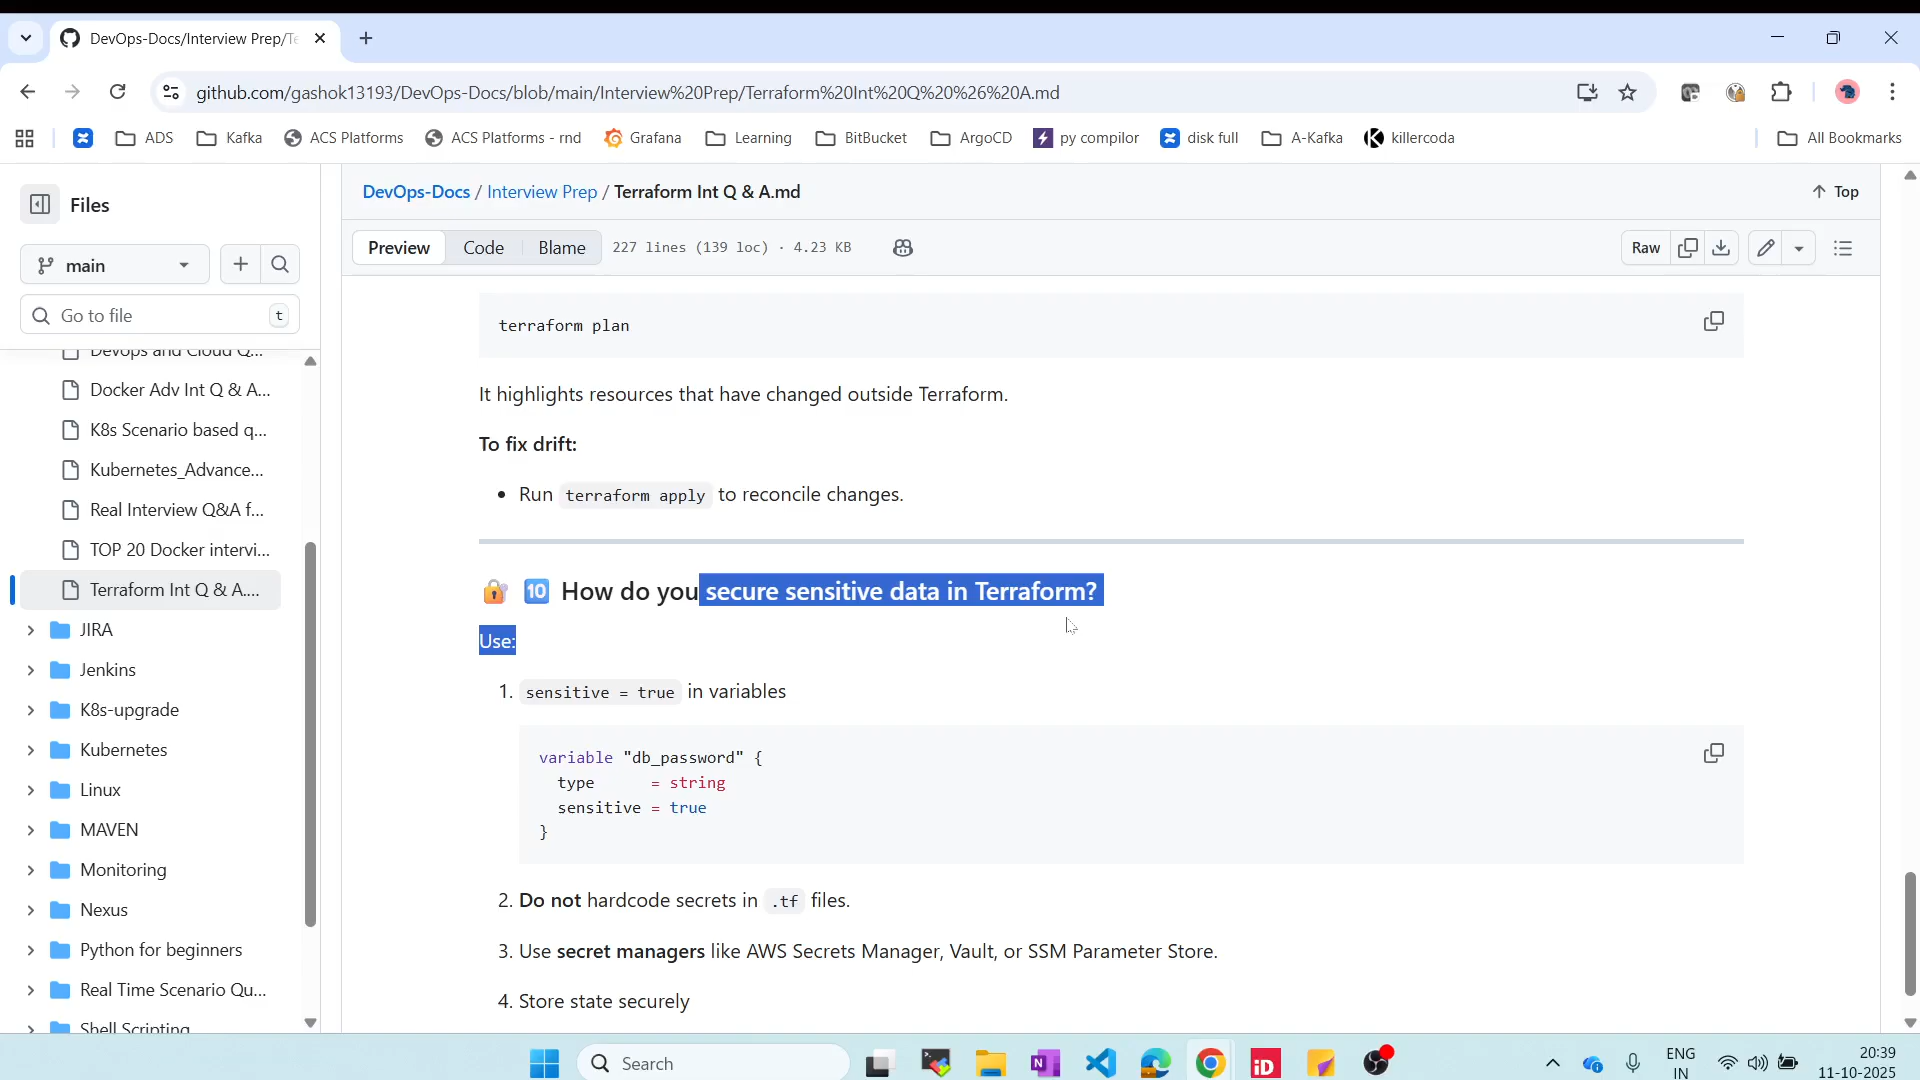 DevOps-Docs/Interview Prep/Te
github.com/gashok13193/DevOps-Docs/blob/main/Interview%20Prep/Terraform%20Int%20Q%20%26%20A.md
ADS
Kafka
ACS Platforms
ACS Platforms - rnd
Grafana
Learning
BitBucket
ArgoCD
py compilor
disk full
A-Kafka
killercoda
All Bookmarks
Files
main
Go to file
t
Devops and Cloud Q...
Docker Adv Int Q & A...
K8s Scenario based q...
Kubernetes_Advance...
Real Interview Q&A f...
TOP 20 Docker intervi...
Terraform Int Q & A....
JIRA
Jenkins
K8s-upgrade
Kubernetes
Linux
MAVEN
Monitoring
Nexus
Python for beginners
Real Time Scenario Qu...
Shell Scripting
DevOps-Docs / Interview Prep / Terraform Int Q & A.md
Top
Preview Code Blame 227 lines (139 loc) · 4.23 KB
Raw
terraform plan
It highlights resources that have changed outside Terraform.
To fix drift:
• Run terraform apply to reconcile changes.
🔐 🔟 How do you secure sensitive data in Terraform?
Use:
1. sensitive = true in variables
variable "db_password" {
type = string
sensitive = true
}
2. Do not hardcode secrets in .tf files.
3. Use secret managers like AWS Secrets Manager, Vault, or SSM Parameter Store.
4. Store state securely
Search
ENG
IN
20:39
11-10-2025